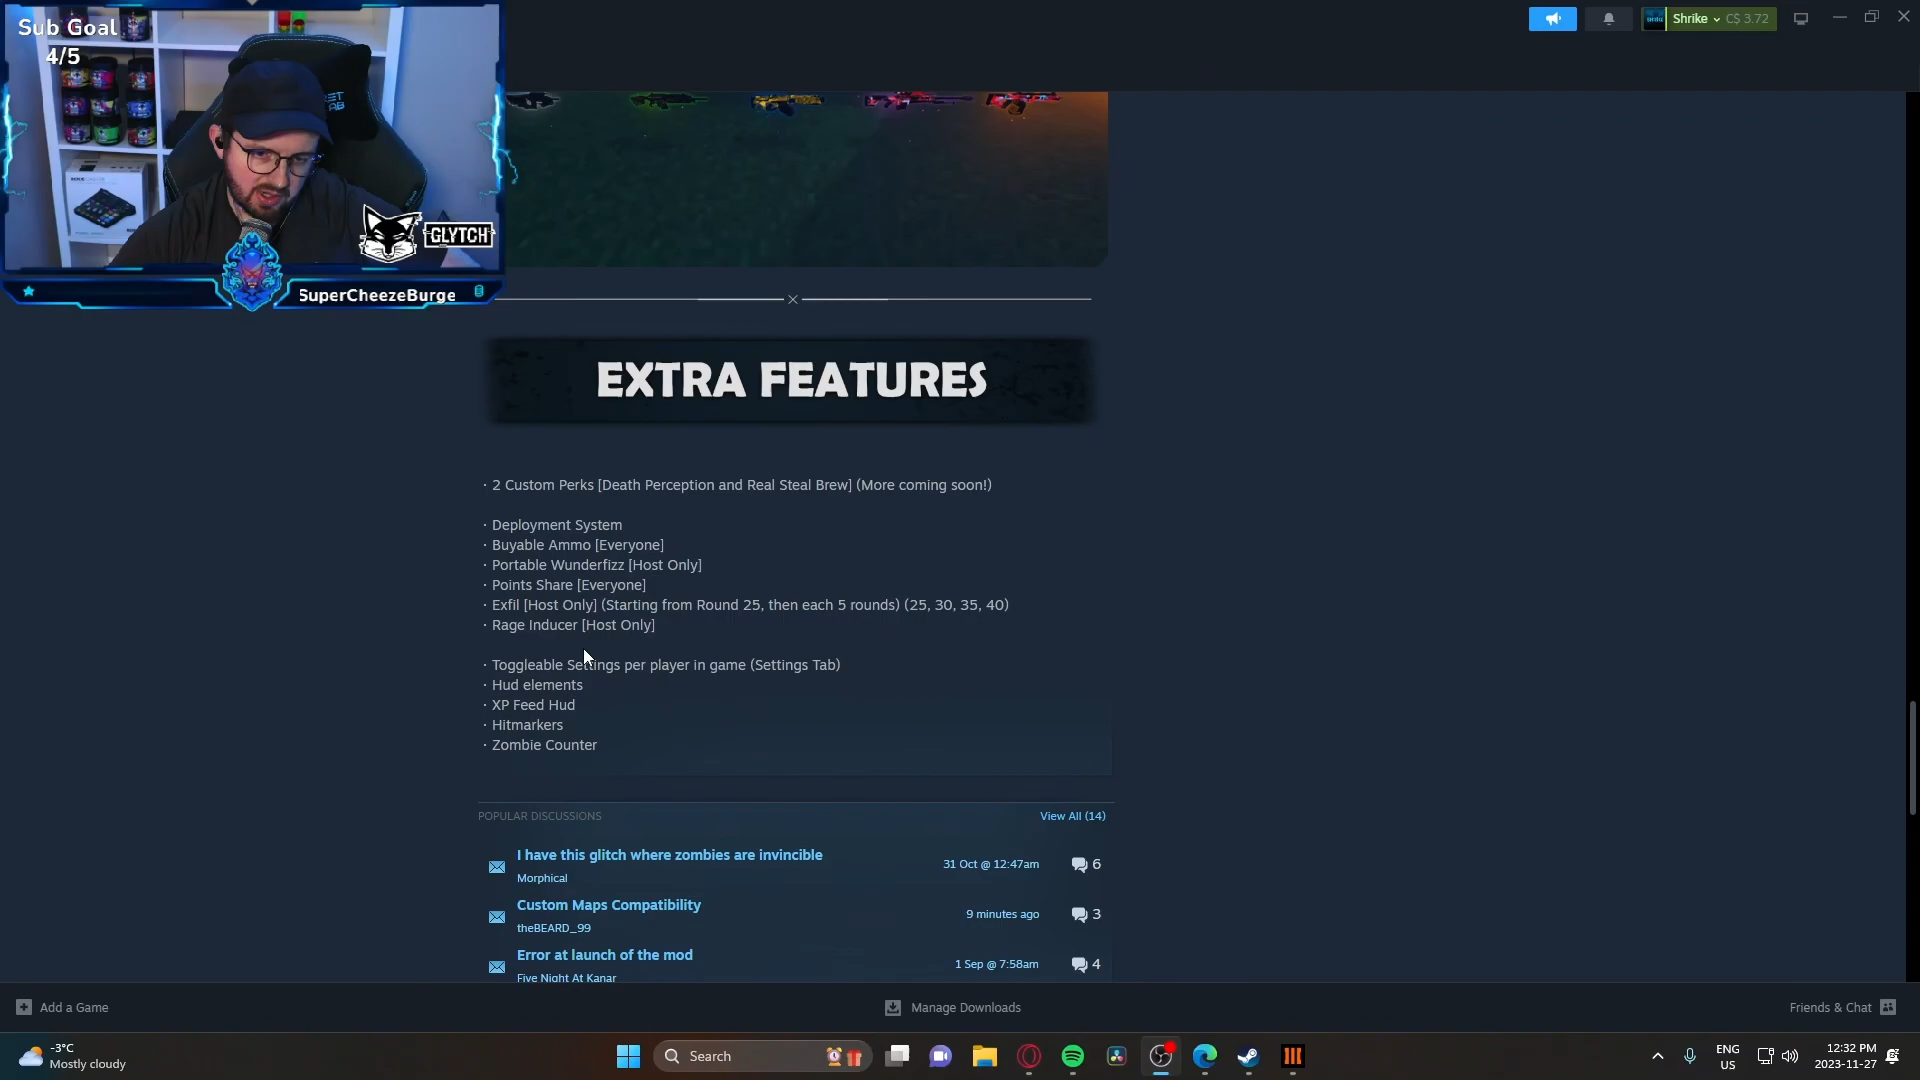 Sub Goal
4/5
GLYTCH
SuperCheezeBurge
Shrike
C$ 3.72
EXTRA FEATURES
· 2 Custom Perks [Death Perception and Real Steal Brew] (More coming soon!)
· Deployment System
· Buyable Ammo [Everyone]
· Portable Wunderfizz [Host Only]
· Points Share [Everyone]
· Exfil [Host Only] (Starting from Round 25, then each 5 rounds) (25, 30, 35, 40)
· Rage Inducer [Host Only]
· Toggleable Settings per player in game (Settings Tab)
· Hud elements
· XP Feed Hud
· Hitmarkers
· Zombie Counter
POPULAR DISCUSSIONS
View All (14)
I have this glitch where zombies are invincible
Morphical
31 Oct @ 12:47am
6
Custom Maps Compatibility
theBEARD_99
9 minutes ago
3
Error at launch of the mod
Five Night At Kanar
1 Sep @ 7:58am
4
Add a Game
Manage Downloads
Friends & Chat
-3°C
Mostly cloudy
Search
ENG
US
12:32 PM
2023-11-27